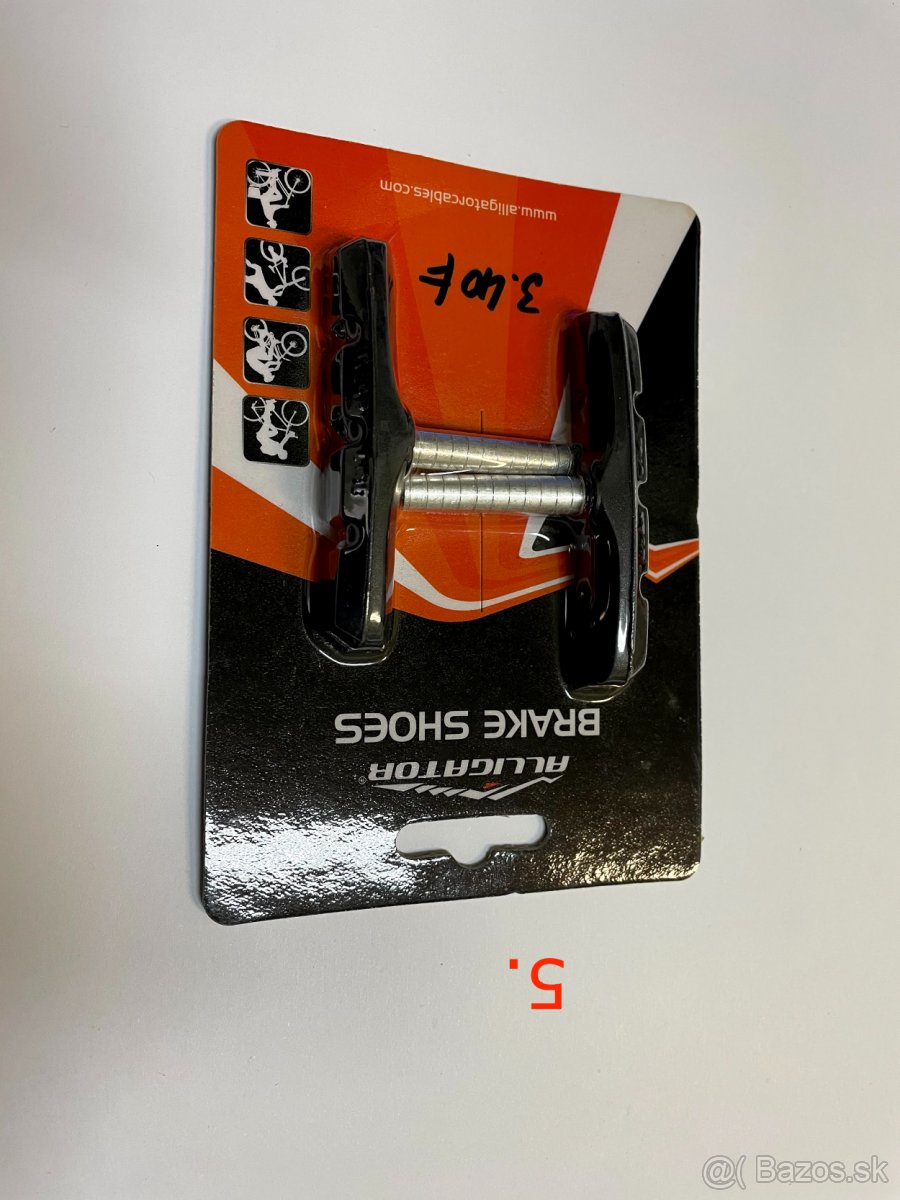 5.
ALLIGATOR®
BRAKE SHOES
3.40€
www.alligatorcables.com
@( Bazos.sk